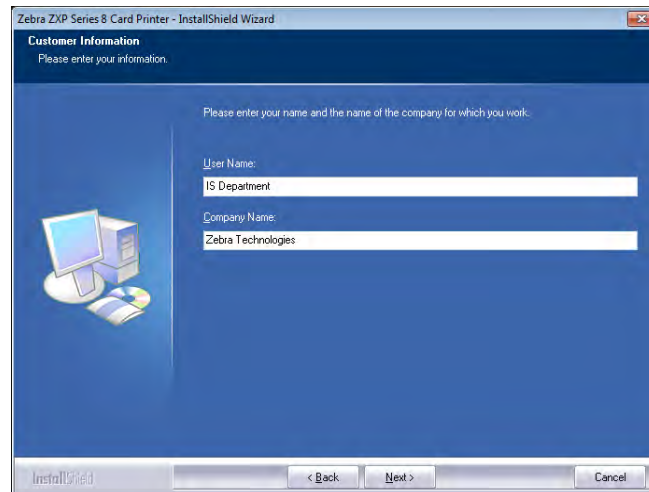 Zebra ZXP Series 8 Card Printer - InstallShield Wizard
Customer Information
Please enter your information.
Please enter your name and the name of the company for which you work.
User Name:
IS Department
Company Name:
Zebra Technologies
InstallShield
< Back Next > Cancel